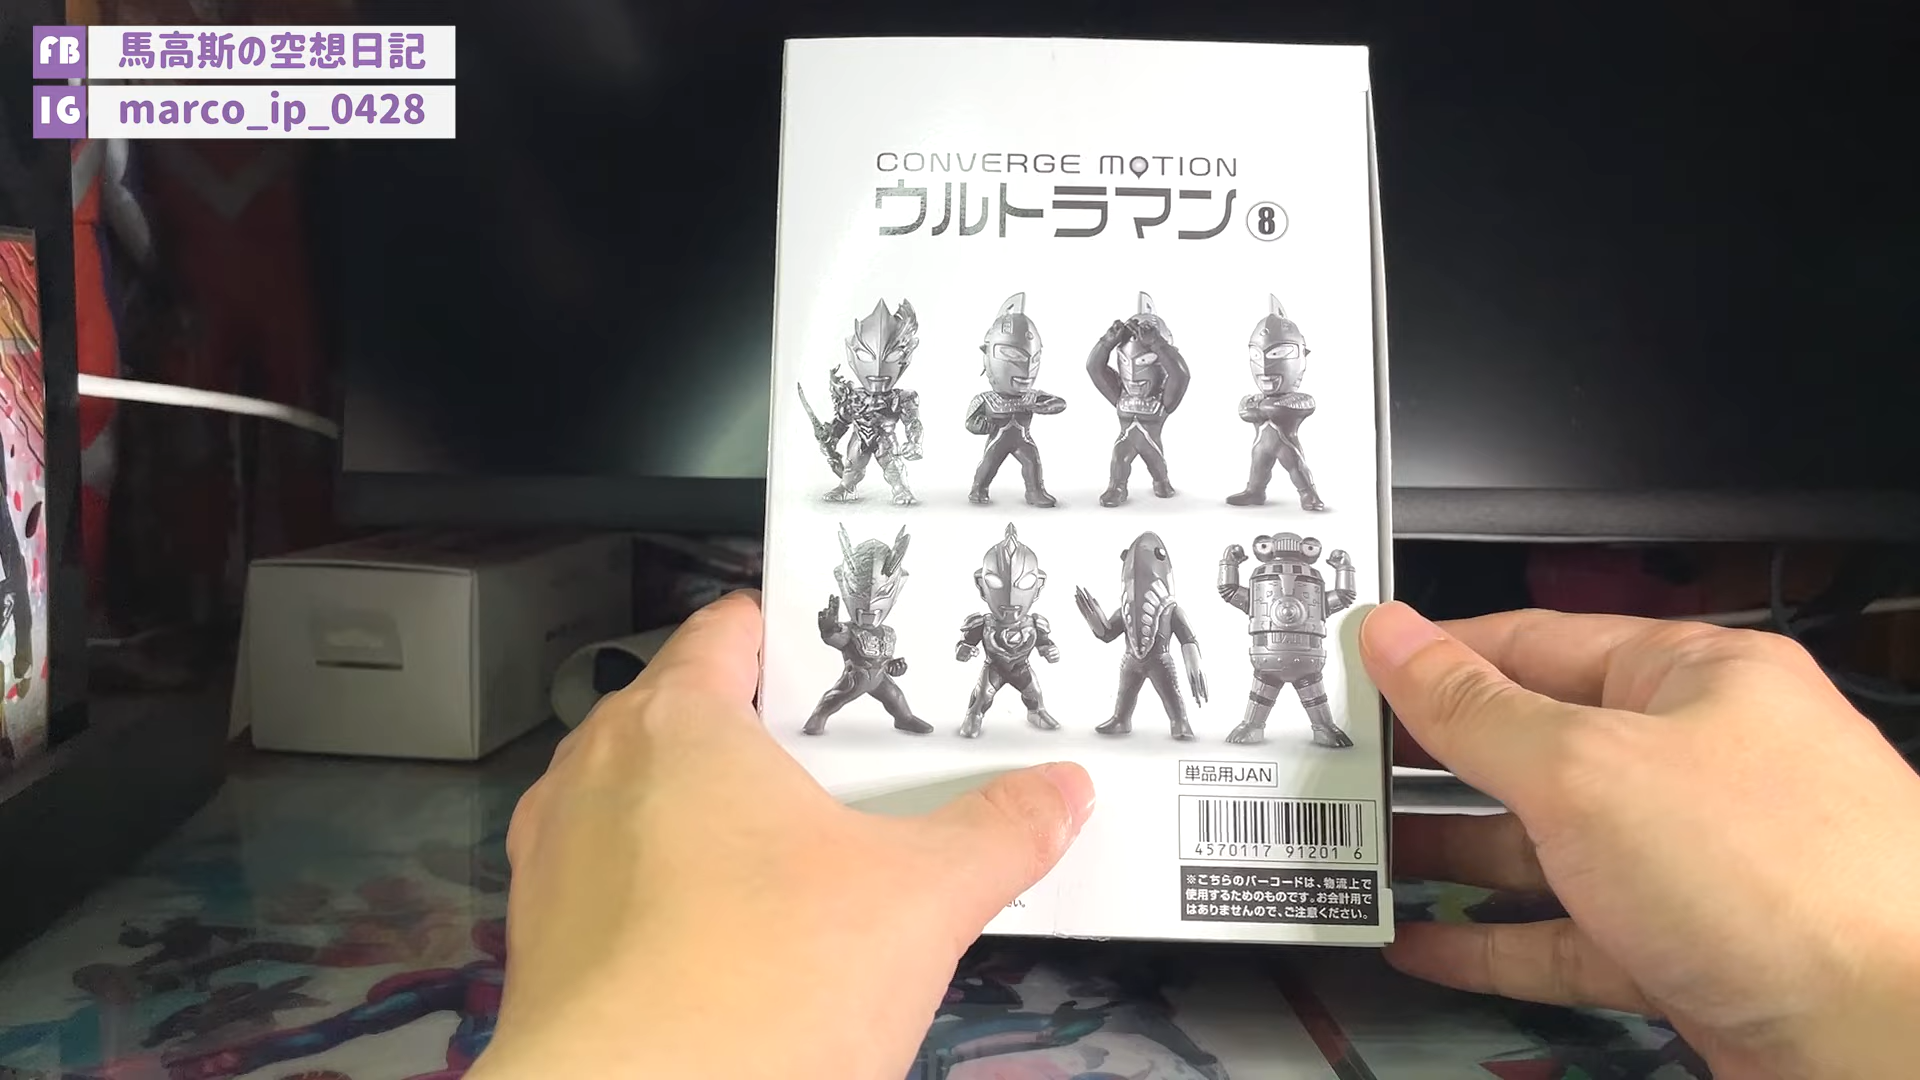 FB 馬高斯の空想日記
IG marco_ip_0428
CONVERGE MOTION
ウルトラマン 8
単品用JAN
4570117 91201 6
※こちらのバーコードは、物流上で
使用するためのものです。お会計用で
はありませんので、ご注意ください。
さい。